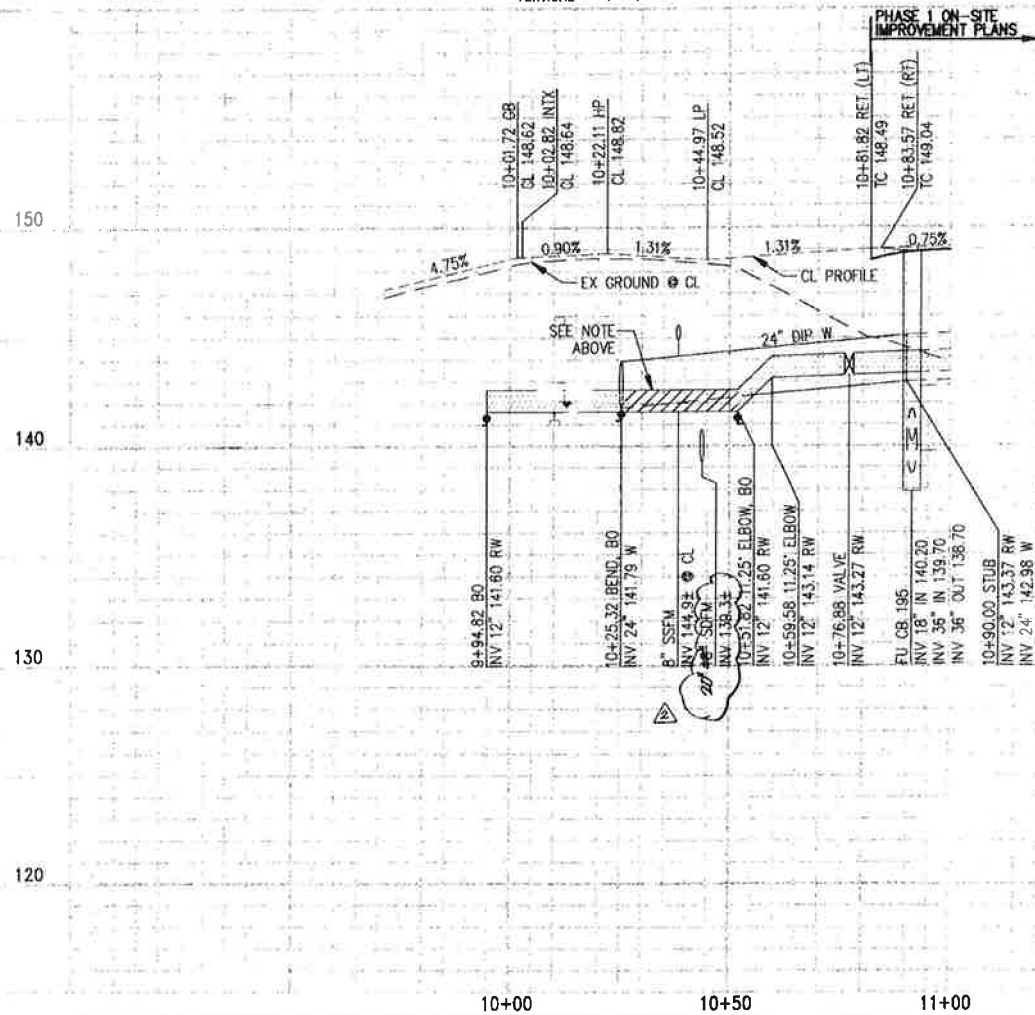 PHASE 1 ON-SITE
IMPROVEMENT PLANS
10+01.72 GB
CL 148.62
10+02.82 INTX
CL 148.64
10+22.11 HP
CL 148.82
10+44.97 LP
CL 148.52
10+81.82 RET (LT)
TC 148.49
10+83.57 RET (RT)
TC 149.04
150
4.75%
0.90%
1.31%
1.31%
0.75%
EX GROUND @ CL
CL PROFILE
SEE NOTE
ABOVE
24" DIP W
140
9+94.82 BO
INV 12" 141.60 RW
10+25.32 BEND, BO
INV 24" 141.79 W
8" SSFM
INV 144.9± @ CL
20" SDFM
INV 139.3±
10+51.82 11.25° ELBOW, BO
INV 12" 141.60 RW
10+59.58 11.25° ELBOW
INV 12" 143.14 RW
10+76.88 VALVE
INV 12" 143.27 RW
FU CB 195
INV 18" IN 140.20
INV 36" IN 139.70
INV 36" OUT 138.70
10+90.00 STUB
INV 12" 143.37 RW
INV 24" 142.98 W
130
2
120
10+00
10+50
11+00